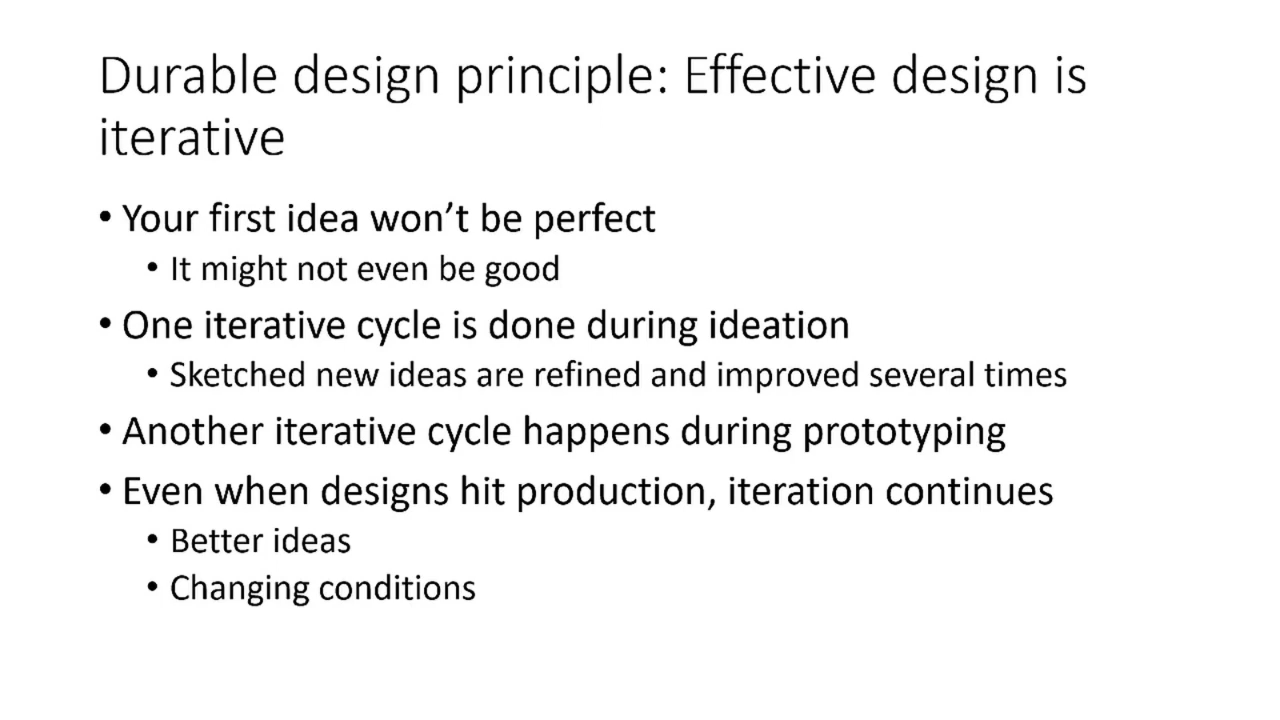 Durable design principle: Effective design is
iterative
• Your first idea won’t be perfect
• It might not even be good
• One iterative cycle is done during ideation
• Sketched new ideas are refined and improved several times
• Another iterative cycle happens during prototyping
• Even when designs hit production, iteration continues
• Better ideas
• Changing conditions